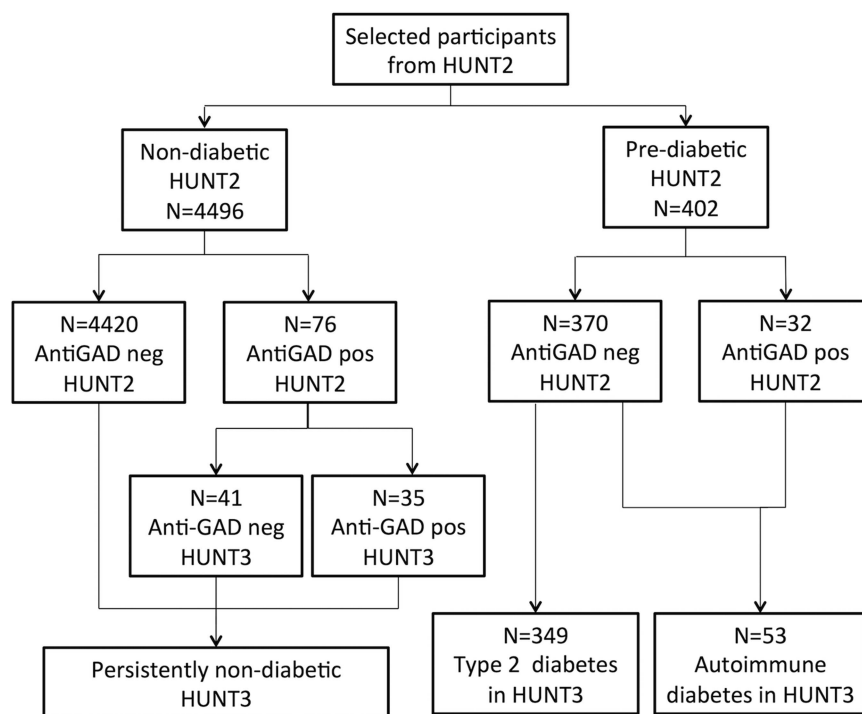 Selected participants
from HUNT2
Non-diabetic
HUNT2
N=4496
Pre-diabetic
HUNT2
N=402
N=4420
AntiGAD neg
HUNT2
N=76
AntiGAD pos
HUNT2
N=370
AntiGAD neg
HUNT2
N=32
AntiGAD pos
HUNT2
N=41
Anti-GAD neg
HUNT3
N=35
Anti-GAD pos
HUNT3
Persistently non-diabetic
HUNT3
N=349
Type 2 diabetes
in HUNT3
N=53
Autoimmune
diabetes in HUNT3